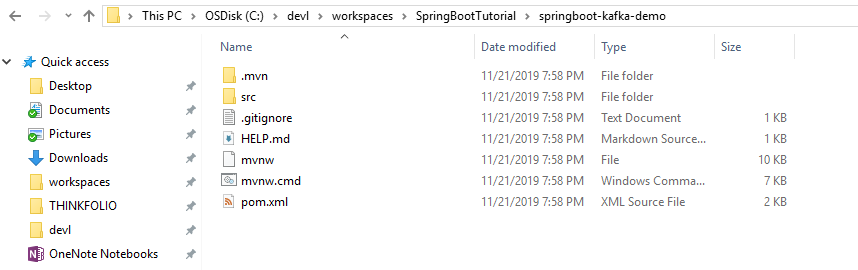 This PC > OSDisk (C:) > devl > workspaces > SpringBootTutorial > springboot-kafka-demo
Name Date modified Type Size
Quick access
Desktop
Documents
Pictures
Downloads
workspaces
THINKFOLIO
devl
OneNote Notebooks
.mvn 11/21/2019 7:58 PM File folder
src 11/21/2019 7:58 PM File folder
.gitignore 11/21/2019 7:58 PM Text Document 1 KB
HELP.md 11/21/2019 7:58 PM Markdown Source... 1 KB
mvnw 11/21/2019 7:58 PM File 10 KB
mvnw.cmd 11/21/2019 7:58 PM Windows Comma... 7 KB
pom.xml 11/21/2019 7:58 PM XML Source File 2 KB